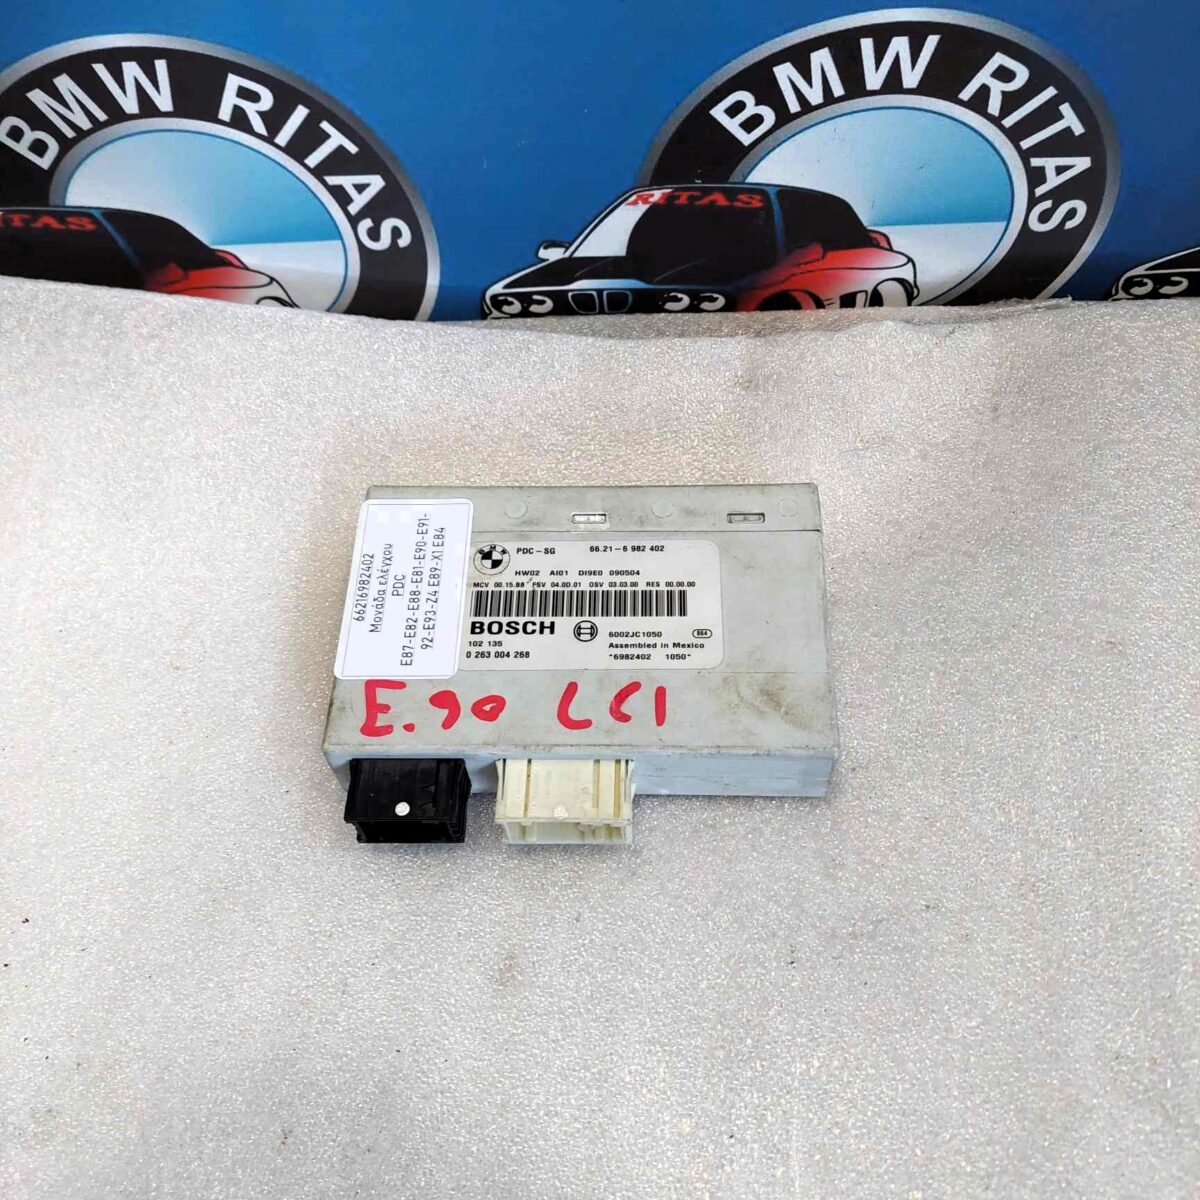 BMW RITAS
BMW RITAS
RITAS
RITAS
66216982402
Μονάδα ελέγχου
PDC
E87-E82-E88-E81-E90-E91-
92-E93-Z4 E89-X1 E84
BMW
PDC-SG 66.21-6 982 402
HW02 AI01 DI9E0 090504
MCV 00.15.88 FSV 04.0D.01 OSV 03.03.00 RES 00.00.00
BOSCH
6002JC1050 864
102 135 Assembled in Mexico
0 263 004 268 *6982402 1050*
E.90 LCI